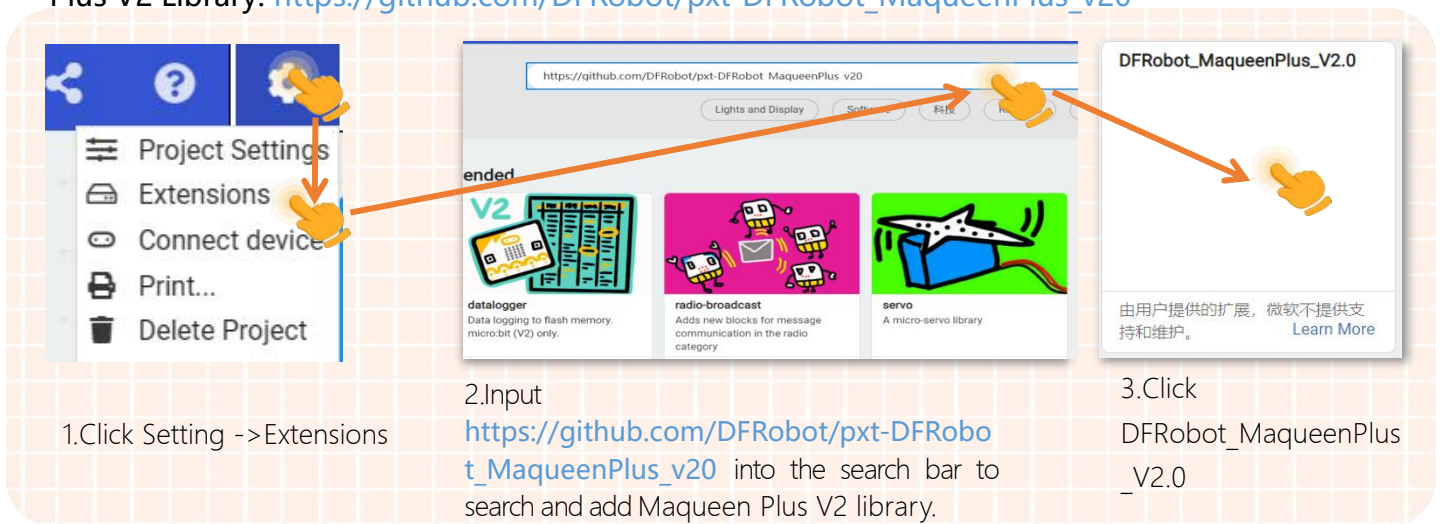 Plus V2 Library: https://github.com/DFRobot/pxt-DFRobot_MaqueenPlus_v20
Project Settings
Extensions
Connect device
Print...
Delete Project
1.Click Setting ->Extensions
https://github.com/DFRobot/pxt-DFRobot MaqueenPlus v20
Lights and Display
科技
ended
V2
datalogger
Data logging to flash memory.
micro:bit (V2) only.
radio-broadcast
Adds new blocks for message
communication in the radio
category
servo
A micro-servo library
2.Input
https://github.com/DFRobot/pxt-DFRobo
t_MaqueenPlus_v20 into the search bar to
search and add Maqueen Plus V2 library.
DFRobot_MaqueenPlus_V2.0
由用户提供的扩展，微软不提供支
持和维护。 Learn More
3.Click
DFRobot_MaqueenPlus
_V2.0